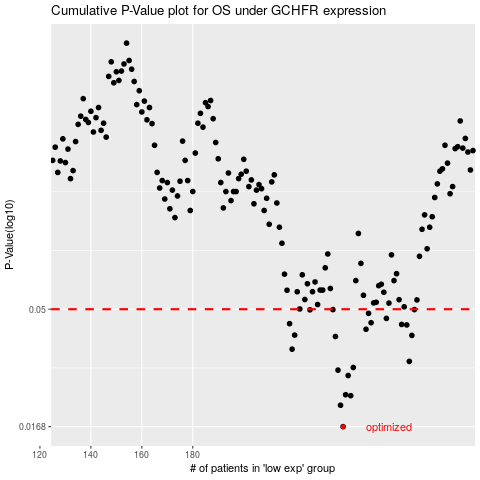 Cumulative P-Value plot for OS under GCHFR expression
P-Value(log10)
0.05
0.0168
optimized
120 140 160 180
# of patients in 'low exp' group